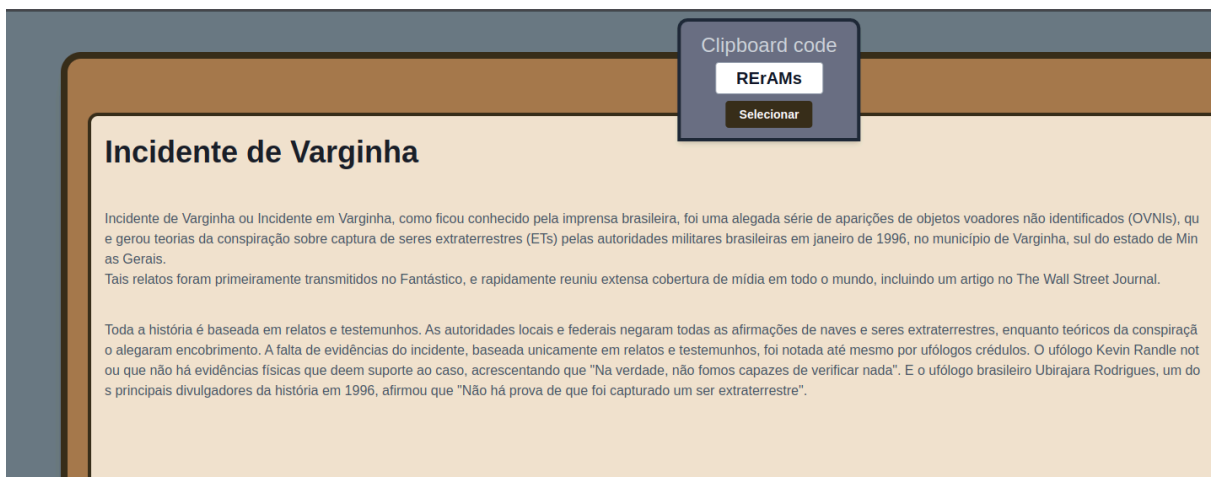 Clipboard code
RErAMs
Selecionar
Incidente de Varginha
Incidente de Varginha ou Incidente em Varginha, como ficou conhecido pela imprensa brasileira, foi uma alegada série de aparições de objetos voadores não identificados (OVNIs), qu
e gerou teorias da conspiração sobre captura de seres extraterrestres (ETs) pelas autoridades militares brasileiras em janeiro de 1996, no município de Varginha, sul do estado de Min
as Gerais.
Tais relatos foram primeiramente transmitidos no Fantástico, e rapidamente reuniu extensa cobertura de mídia em todo o mundo, incluindo um artigo no The Wall Street Journal.
Toda a história é baseada em relatos e testemunhos. As autoridades locais e federais negaram todas as afirmações de naves e seres extraterrestres, enquanto teóricos da conspiraçã
o alegaram encobrimento. A falta de evidências do incidente, baseada unicamente em relatos e testemunhos, foi notada até mesmo por ufólogos crédulos. O ufólogo Kevin Randle not
ou que não há evidências físicas que deem suporte ao caso, acrescentando que "Na verdade, não fomos capazes de verificar nada". E o ufólogo brasileiro Ubirajara Rodrigues, um do
s principais divulgadores da história em 1996, afirmou que "Não há prova de que foi capturado um ser extraterrestre".